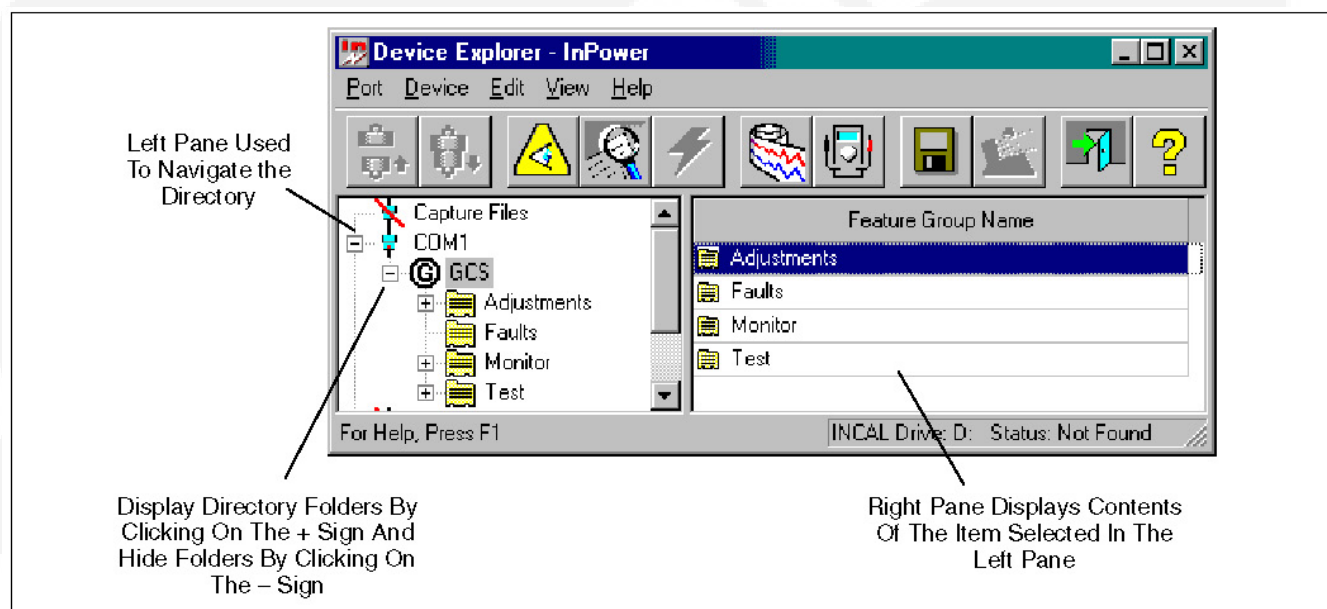 Device Explorer - InPower
Port Device Edit View Help
Left Pane Used
To Navigate the
Directory
Capture Files
COM1
GCS
Adjustments
Faults
Monitor
Test
Feature Group Name
Adjustments
Faults
Monitor
Test
For Help, Press F1
INCAL Drive: D: Status: Not Found
Display Directory Folders By
Clicking On The + Sign And
Hide Folders By Clicking On
The – Sign
Right Pane Displays Contents
Of The Item Selected In The
Left Pane